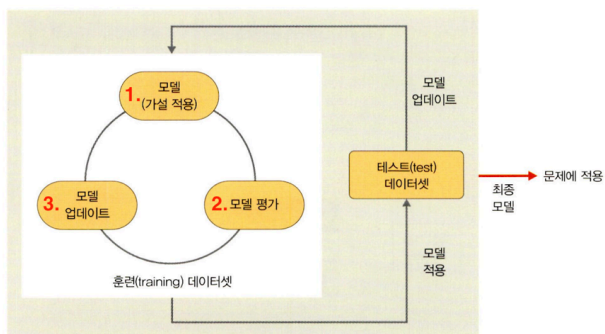 1. 모델
(가설 적용)
2. 모델 평가
3. 모델
업데이트
훈련(training) 데이터셋
모델
업데이트
테스트(test)
데이터셋
모델
적용
최종
모델
문제에 적용